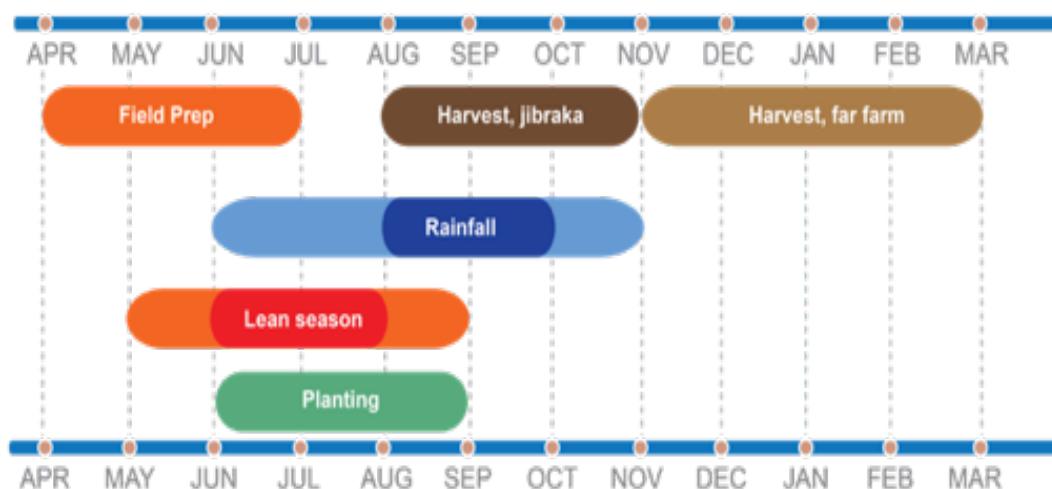 APR MAY JUN JUL AUG SEP OCT NOV DEC JAN FEB MAR
Field Prep Harvest, jibraka Harvest, far farm
Rainfall
Lean season
Planting
APR MAY JUN JUL AUG SEP OCT NOV DEC JAN FEB MAR